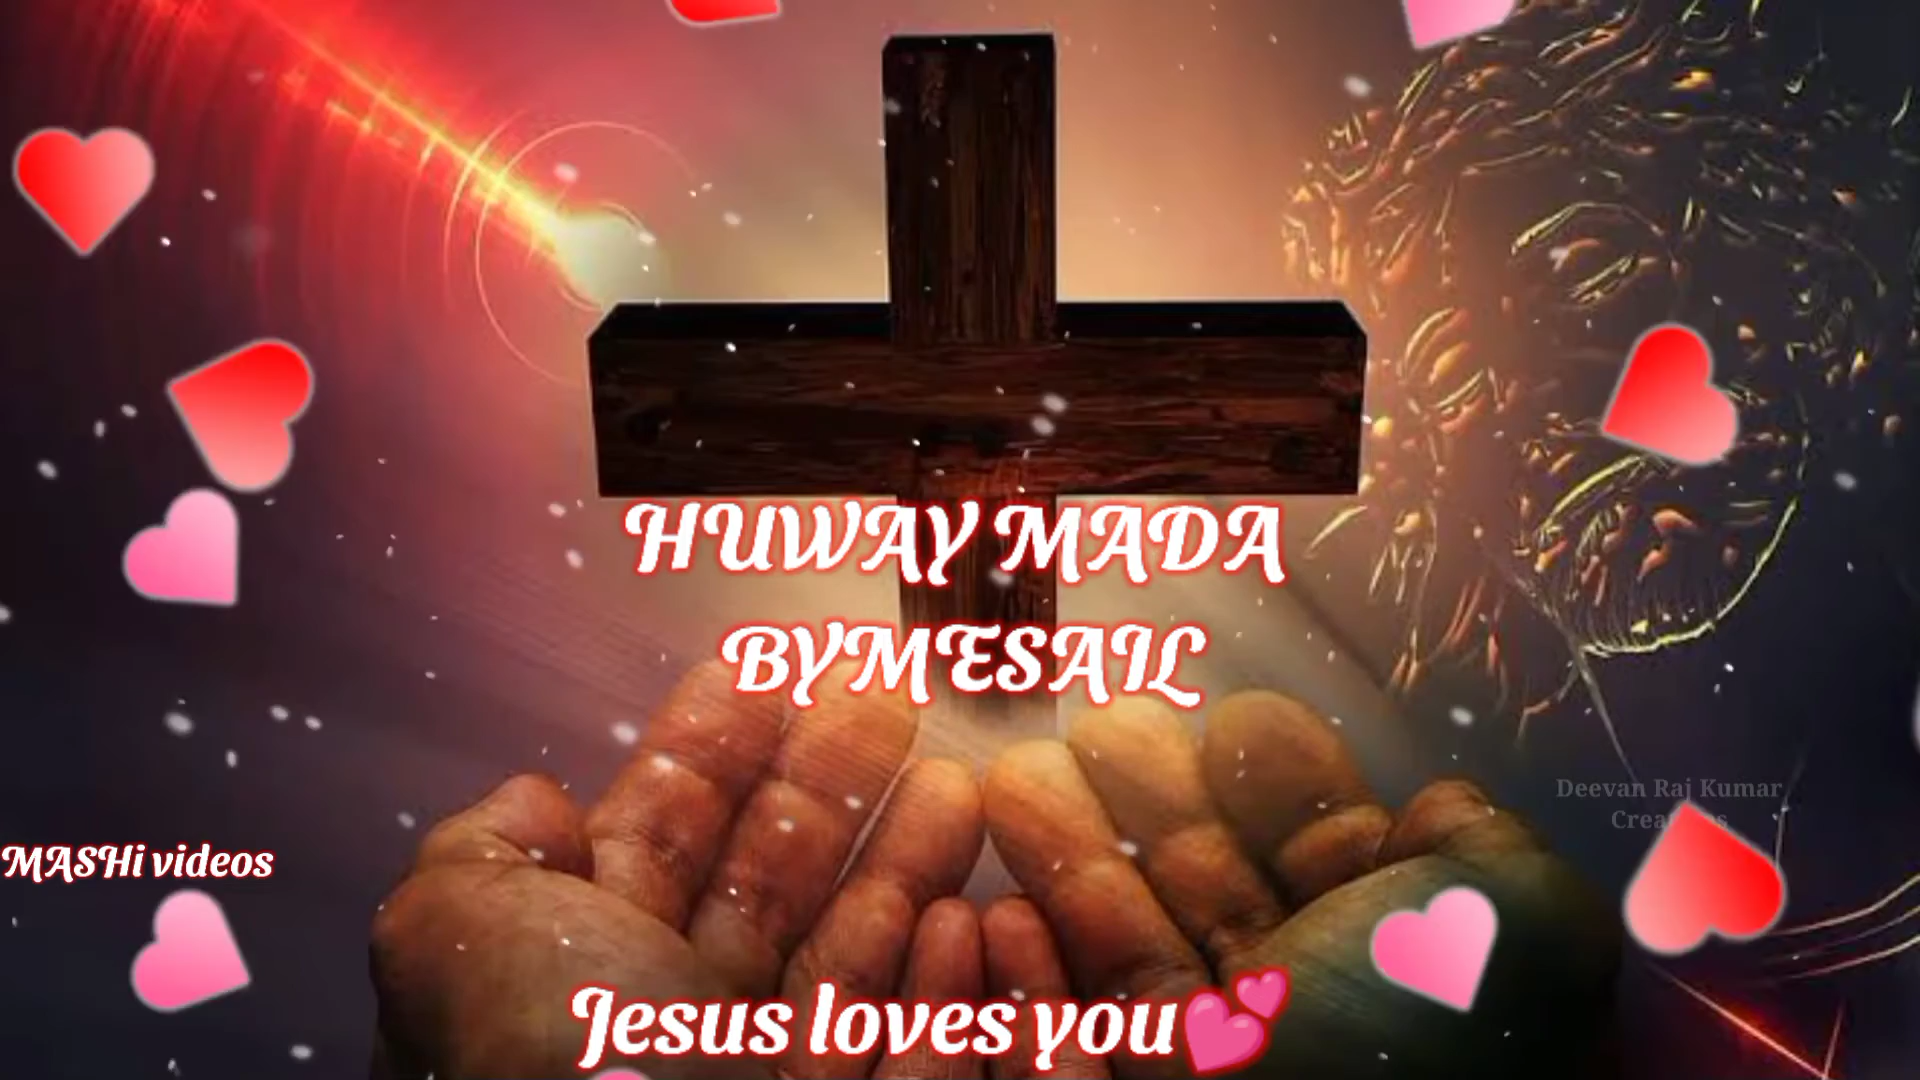 HUWAY MADA
BYMESAIL
Deevan Raj Kumar
MASHi videos
Jesus loves you💕